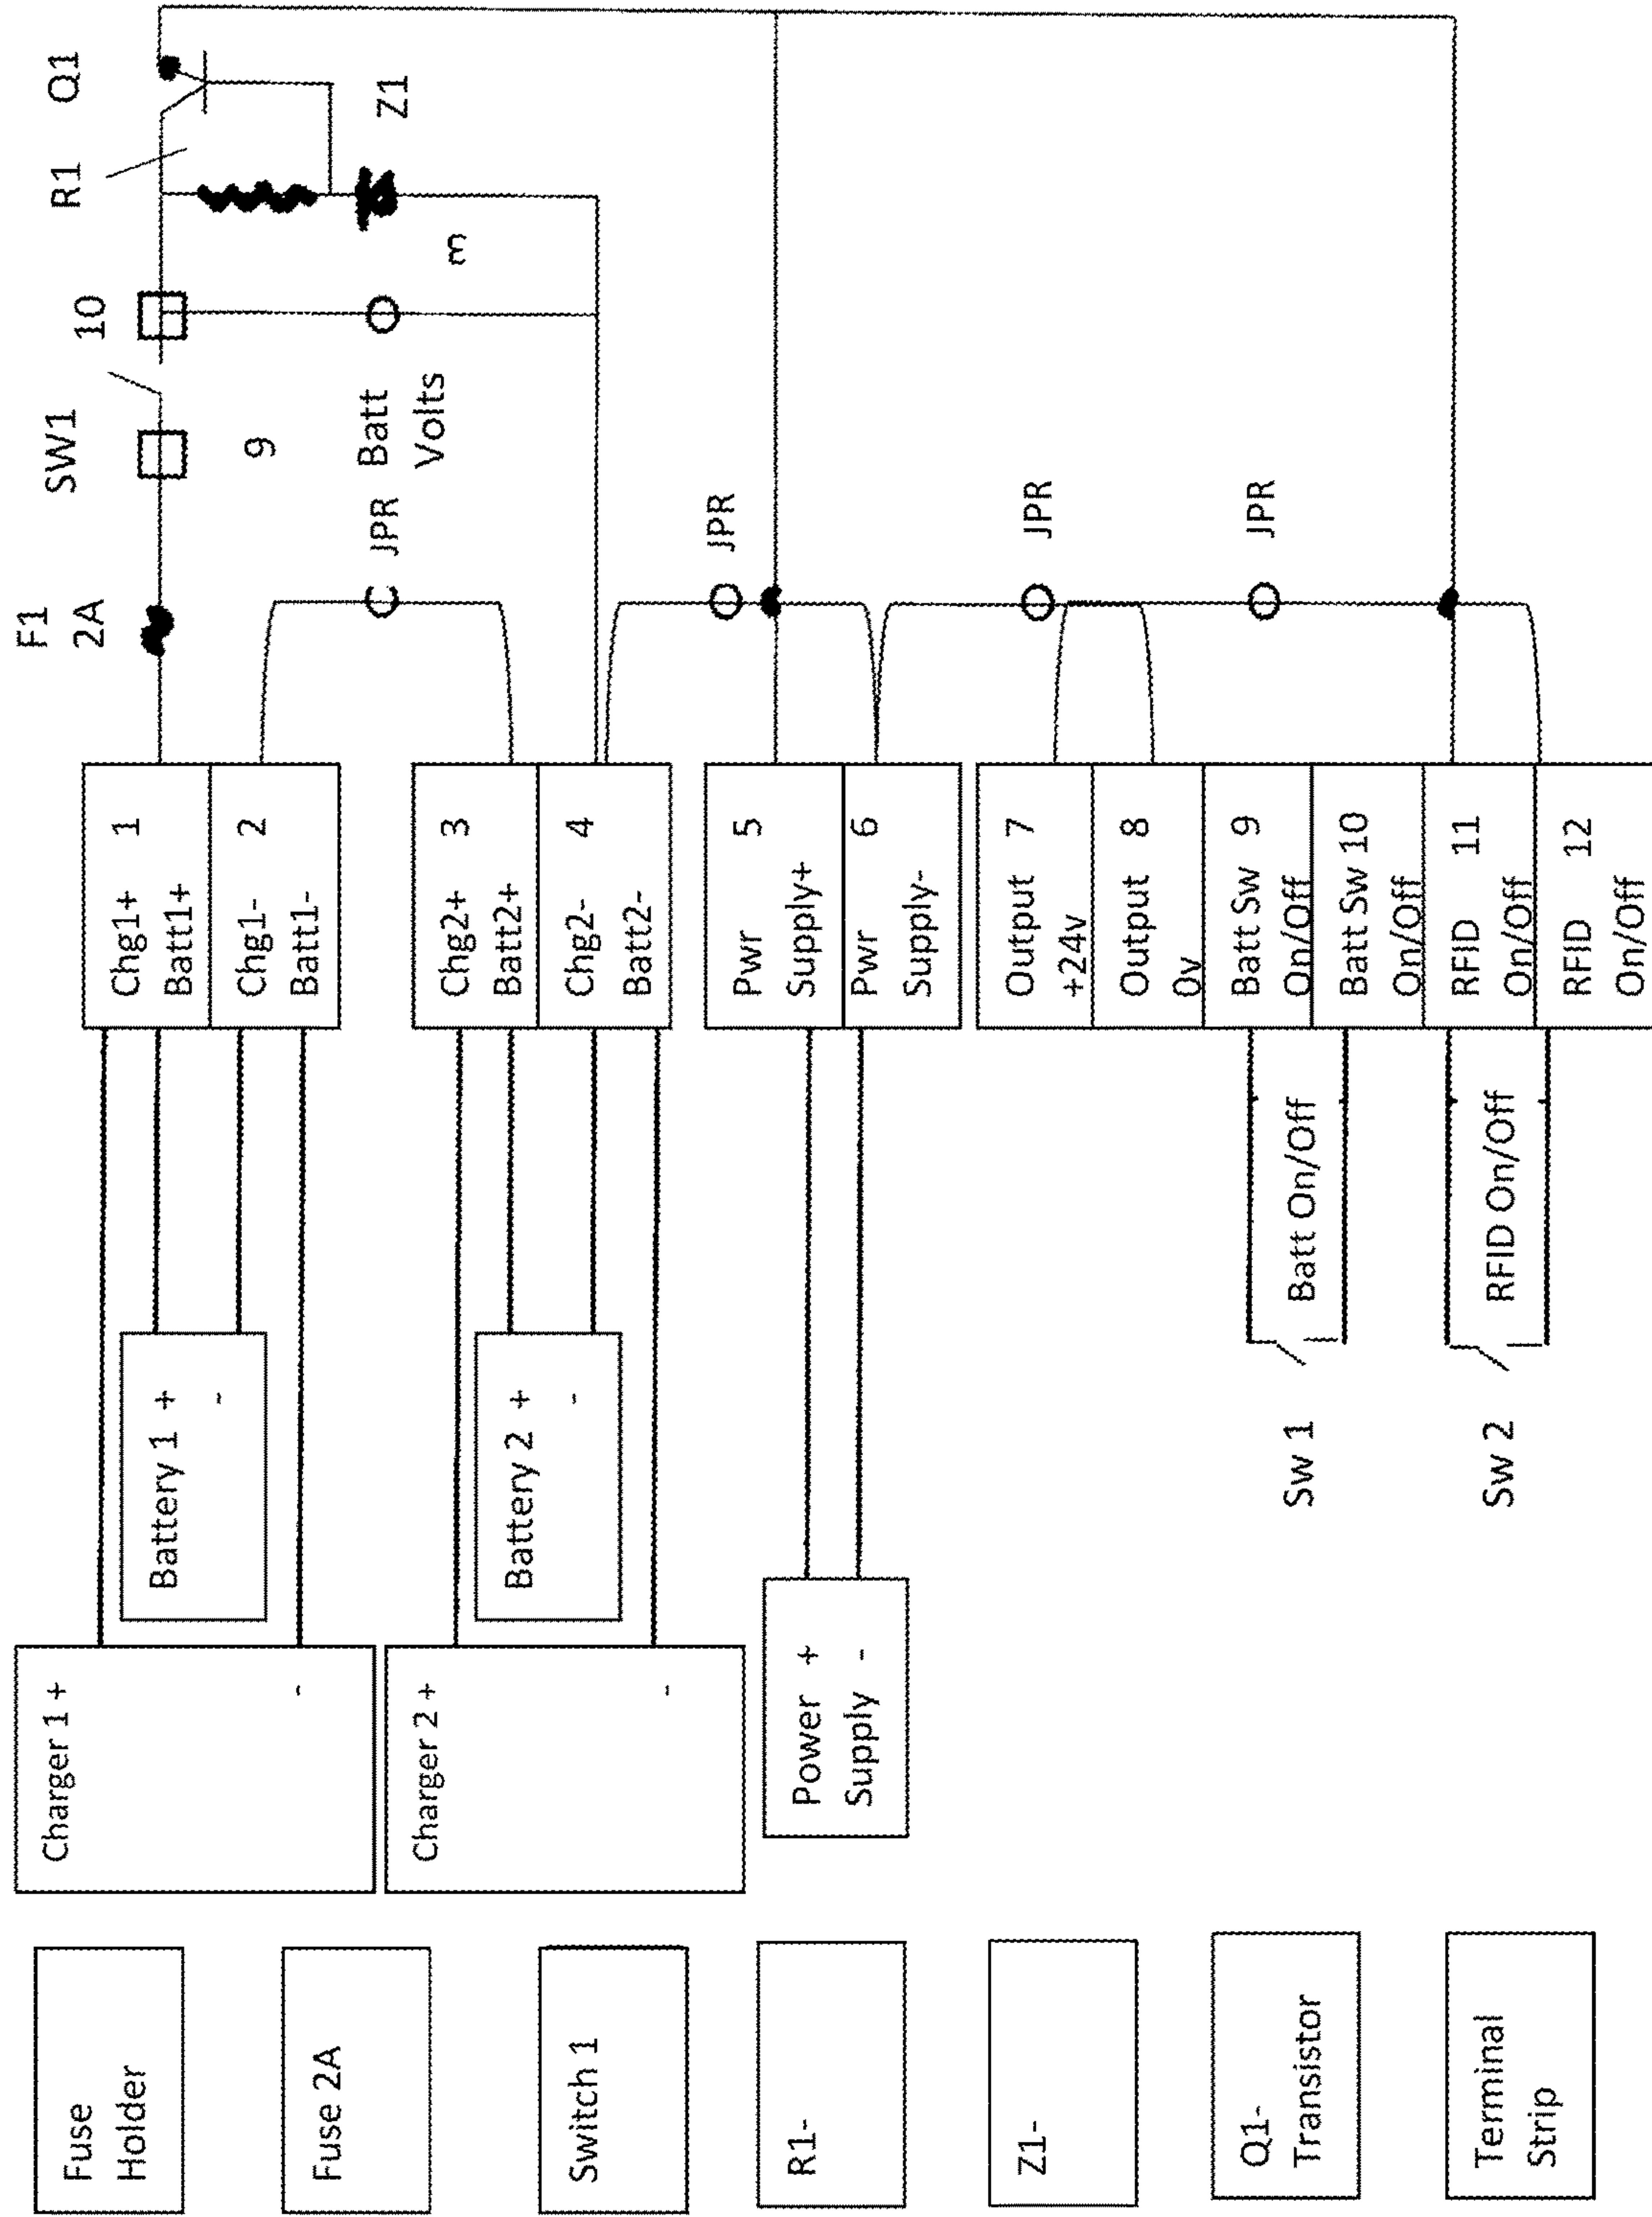 Fuse
Holder
Fuse 2A
Switch 1
R1-
Z1-
Q1-
Transistor
Terminal
Strip
Charger 1 +
-
Battery 1 +
-
Charger 2 +
-
Battery 2 +
-
Power +
Supply -
Sw 1
Batt On/Off
Sw 2
RFID On/Off
Chg1+ 1
Batt1+
Chg1- 2
Batt1-
Chg2+ 3
Batt2+
Chg2- 4
Batt2-
Pwr 5
Supply+
Pwr 6
Supply-
Output 7
+24v
Output 8
0v
Batt Sw 9
On/Off
Batt Sw 10
On/Off
RFID 11
On/Off
RFID 12
On/Off
F1
2A
JPR
JPR
JPR
JPR
SW1
9
Batt
Volts
10
3
R1
Z1
Q1